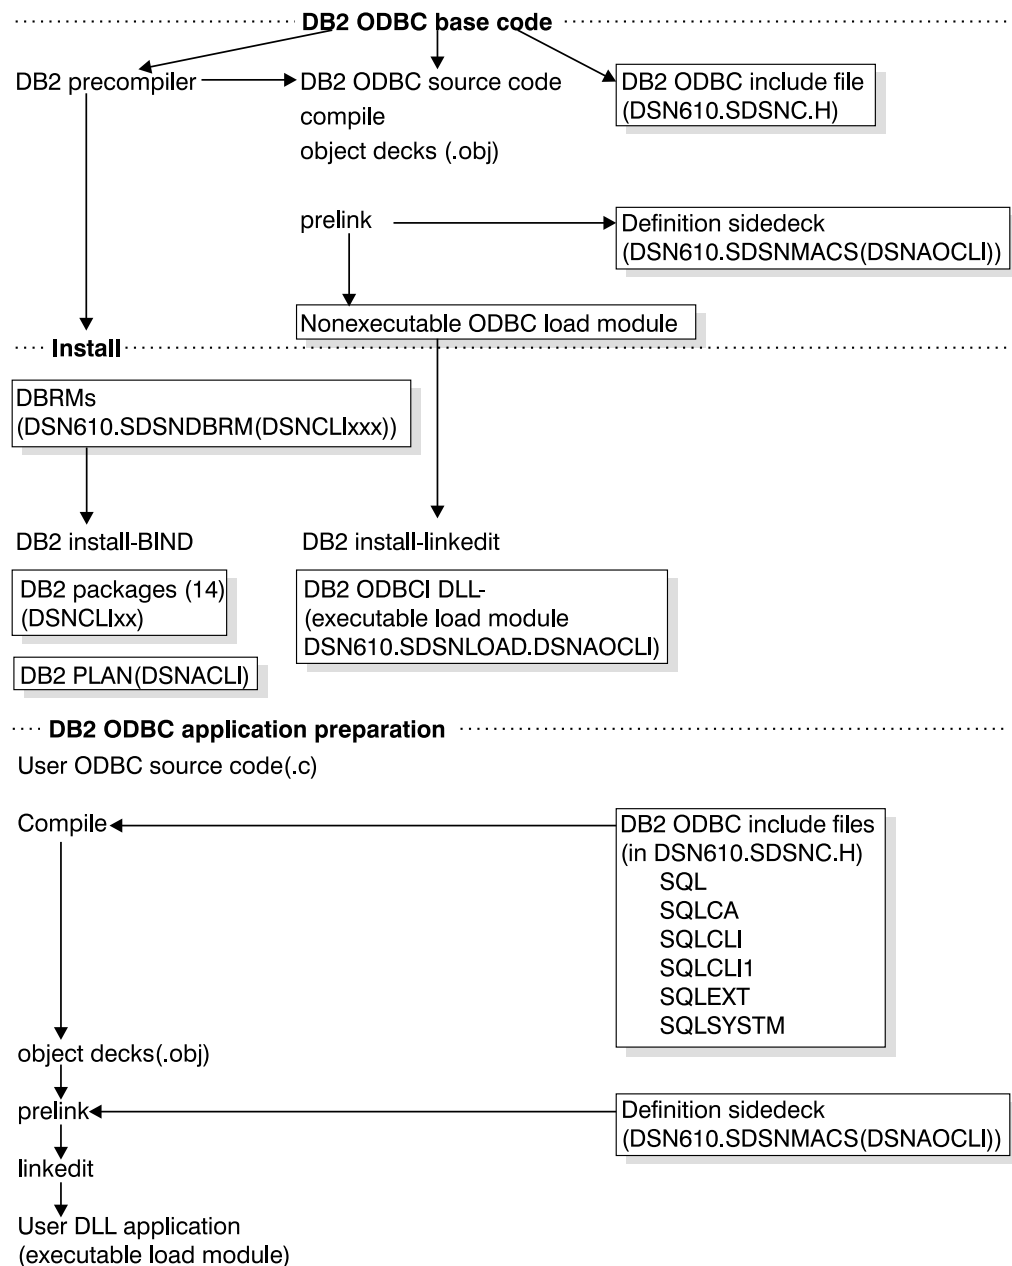 DB2 ODBC base code
DB2 precompiler
DB2 ODBC source code
compile
object decks (.obj)
DB2 ODBC include file
(DSN610.SDSNC.H)
prelink
Definition sidedeck
(DSN610.SDSNMACS(DSNAOCLI))
Nonexecutable ODBC load module
Install
DBRMs
(DSN610.SDSNDBRM(DSNCLIxxx))
DB2 install-BIND
DB2 install-linkedit
DB2 packages (14)
(DSNCLIxx)
DB2 PLAN(DSNACLI)
DB2 ODBCI DLL-
(executable load module
DSN610.SDSNLOAD.DSNAOCLI)
DB2 ODBC application preparation
User ODBC source code(.c)
Compile
DB2 ODBC include files
(in DSN610.SDSNC.H)
SQL
SQLCA
SQLCLI
SQLCLI1
SQLEXT
SQLSYSTM
object decks(.obj)
prelink
Definition sidedeck
(DSN610.SDSNMACS(DSNAOCLI))
linkedit
User DLL application
(executable load module)